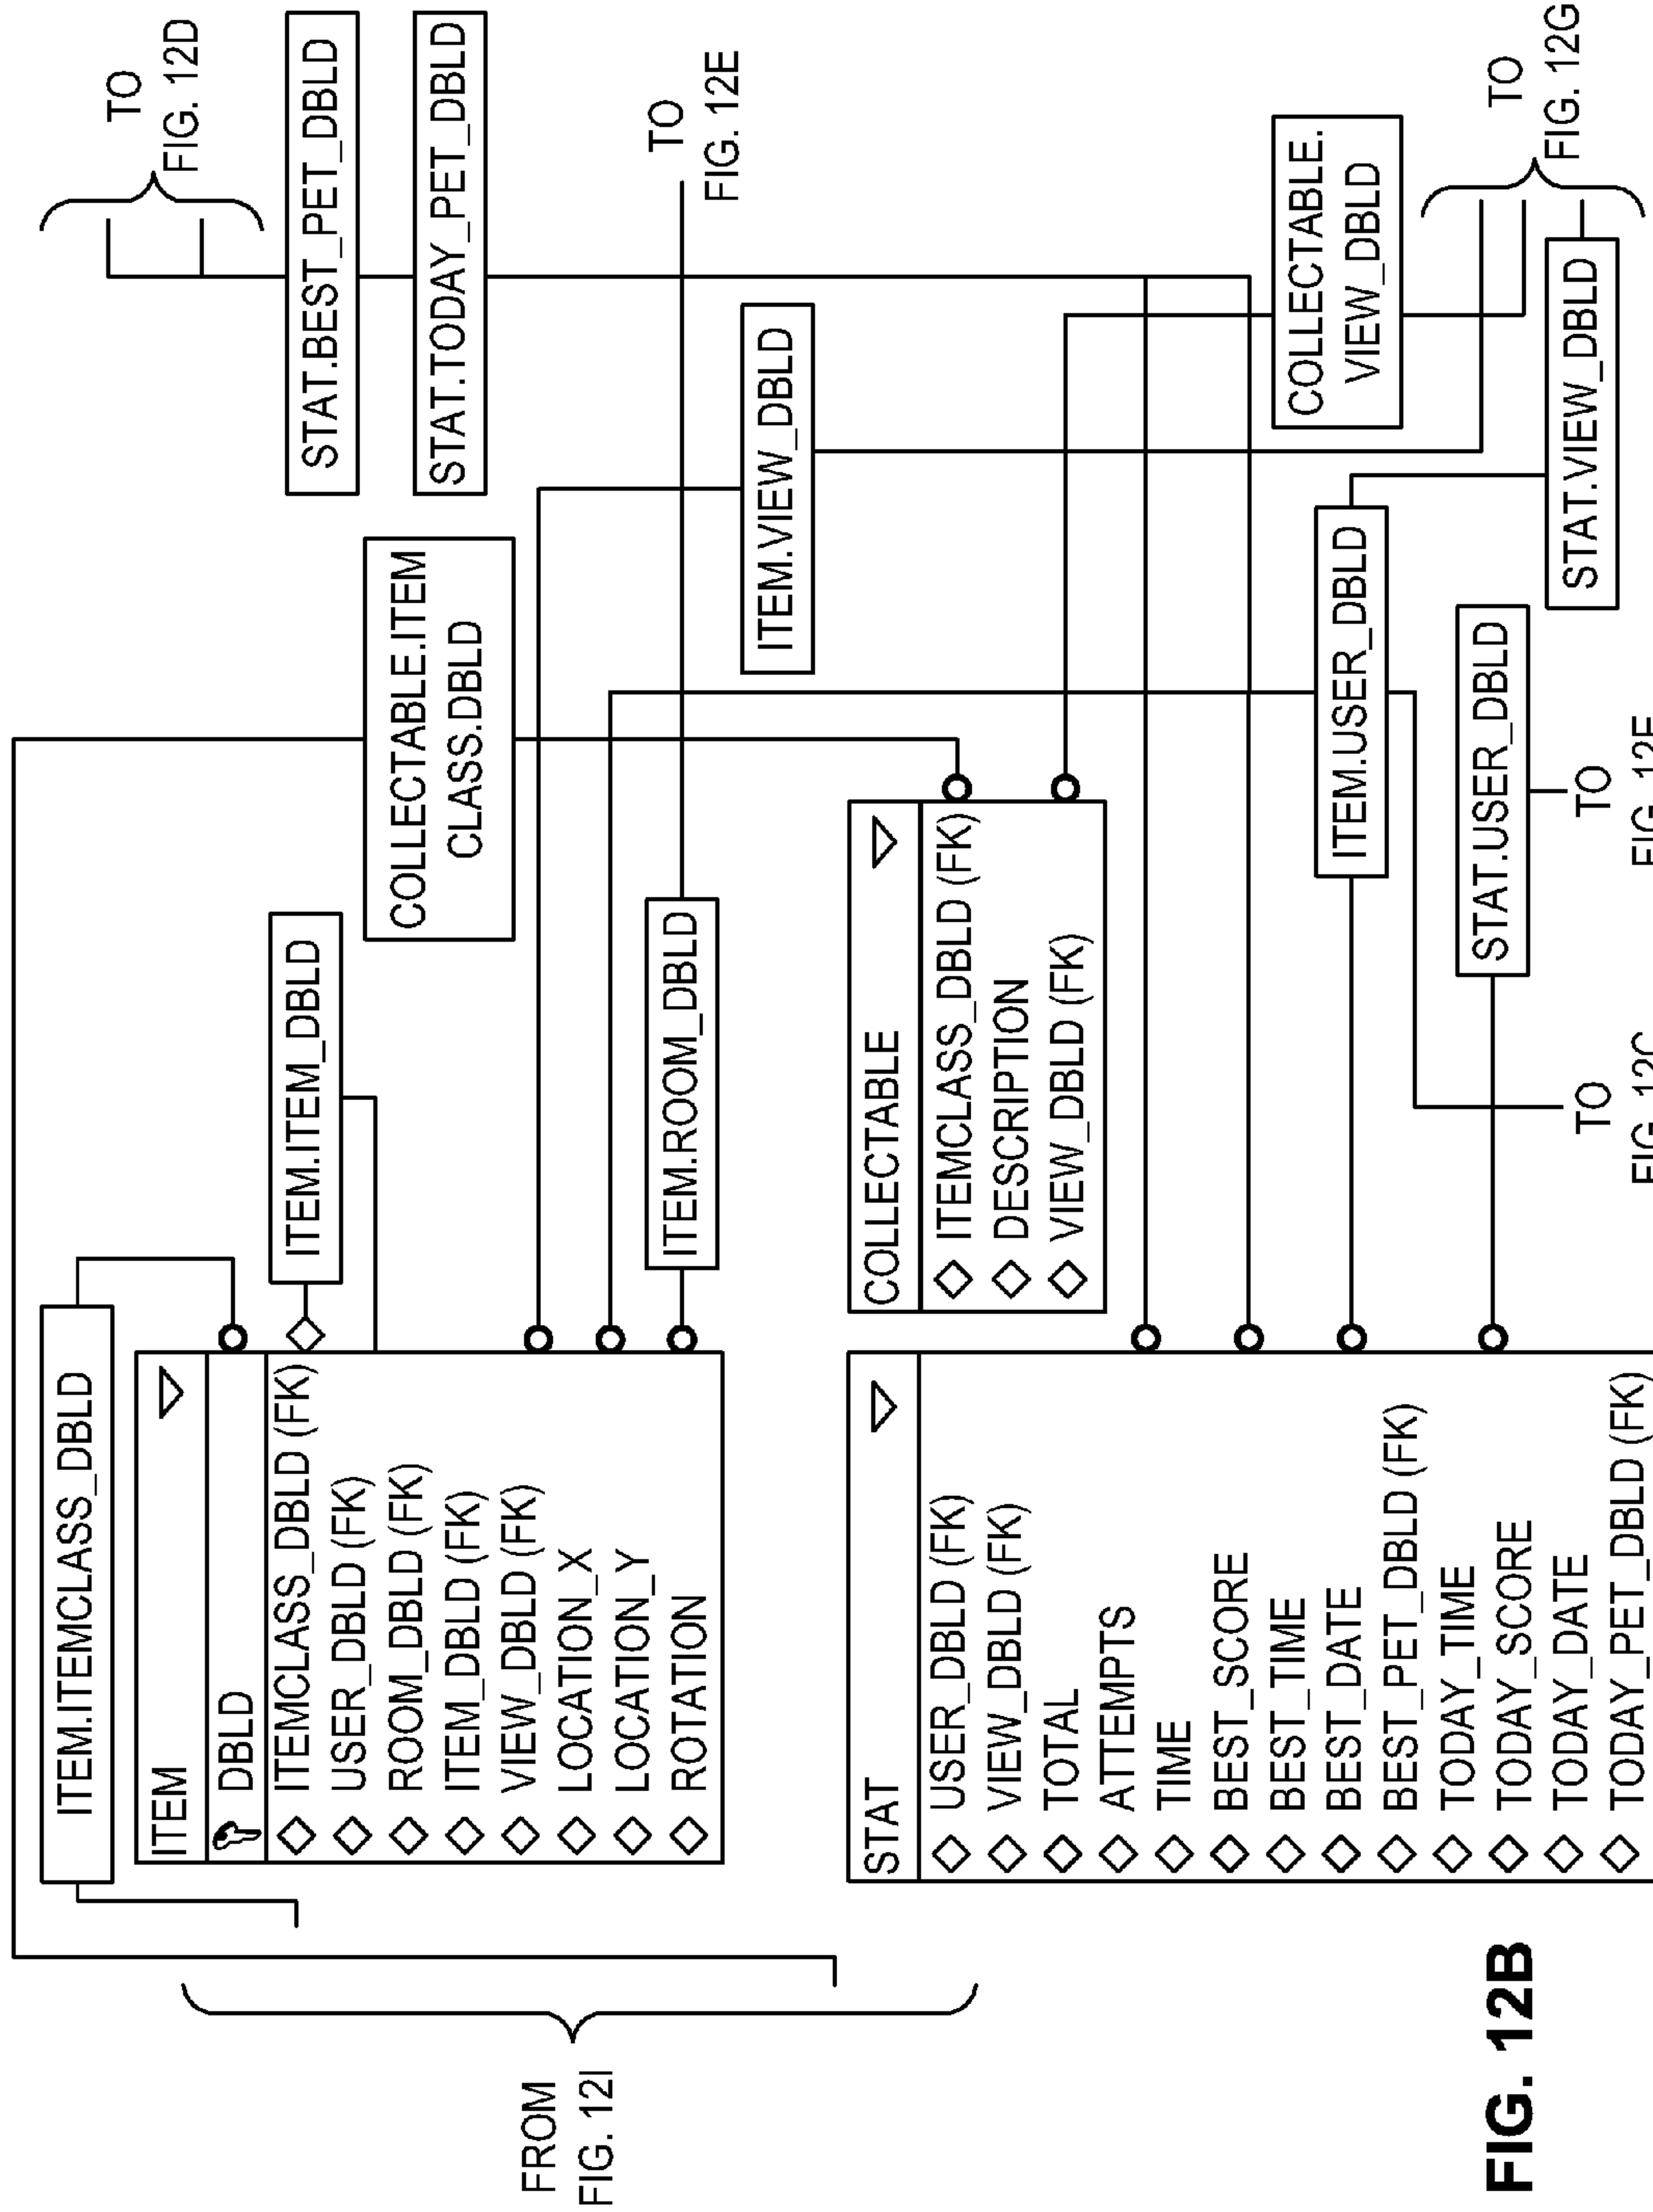 TO
FIG. 12D
STAT.BEST_PET_DBLD
STAT.TODAY_PET_DBLD
TO
FIG. 12E
ITEM.ITEMCLASS_DBLD
ITEM
DBLD
ITEMCLASS_DBLD (FK)
USER_DBLD (FK)
ROOM_DBLD (FK)
ITEM_DBLD (FK)
VIEW_DBLD (FK)
LOCATION_X
LOCATION_Y
ROTATION
ITEM.ITEM_DBLD
COLLECTABLE.ITEM
CLASS.DBLD
ITEM.ROOM_DBLD
ITEM.VIEW_DBLD
FROM
FIG. 12I
COLLECTABLE
ITEMCLASS_DBLD (FK)
DESCRIPTION
VIEW_DBLD (FK)
STAT
USER_DBLD (FK)
VIEW_DBLD (FK)
TOTAL
ATTEMPTS
TIME
BEST_SCORE
BEST_TIME
BEST_DATE
BEST_PET_DBLD (FK)
TODAY_TIME
TODAY_SCORE
TODAY_DATE
TODAY_PET_DBLD (FK)
COLLECTABLE.
VIEW_DBLD
ITEM.USER_DBLD
STAT.USER_DBLD
STAT.VIEW_DBLD
TO
FIG. 12G
TO
FIG. 12C
TO
FIG.
FIG. 12B